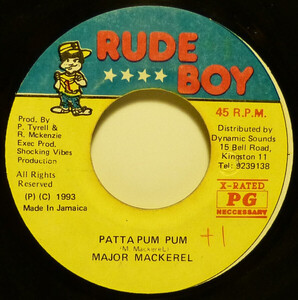 RUDE
BOY
45 R.P.M.
Prod. By
P. Tyrell &
R. Mckenzie
Exec Prod.
Shocking Vibes
Production
All Rights
Reserved
(P) (C) 1993
Made In Jamaica
Distributed by
Dynamic Sounds
15 Bell Road,
Kingston 11
Tel: 9239138
X-RATED
PG
NECCESSARY
PATTA PUM PUM
(M. Mackerel)
MAJOR MACKEREL
+1